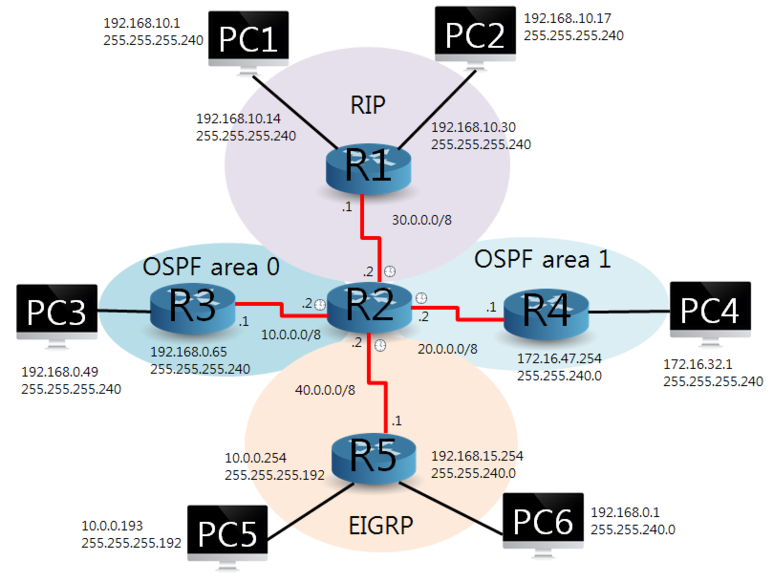 192.168.10.1
255.255.255.240
PC1
PC2
192.168..10.17
255.255.255.240
RIP
192.168.10.14
255.255.255.240
192.168.10.30
255.255.255.240
R1
.1
30.0.0.0/8
.2
OSPF area 0
OSPF area 1
PC3
R3
.1
.2
10.0.0.0/8
R2
.2
.2
20.0.0.0/8
.1
R4
PC4
192.168.0.65
255.255.255.240
172.16.47.254
255.255.240.0
192.168.0.49
255.255.255.240
172.16.32.1
255.255.255.240
40.0.0.0/8
.1
10.0.0.254
255.255.255.192
R5
192.168.15.254
255.255.240.0
EIGRP
10.0.0.193
255.255.255.192
PC5
PC6
192.168.0.1
255.255.240.0